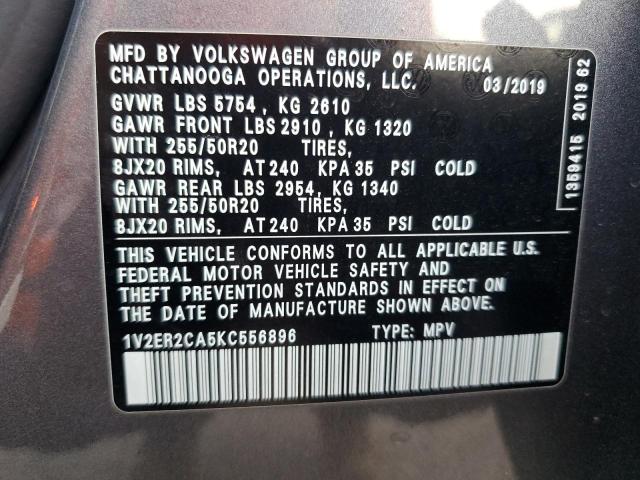 MFD BY VOLKSWAGEN GROUP OF AMERICA
CHATTANOOGA OPERATIONS, LLC. 03/2019
GVWR LBS 5754 , KG 2610
GAWR FRONT LBS 2910 , KG 1320
WITH 255/50R20 TIRES,
8JX20 RIMS, AT 240 KPA 35 PSI COLD
GAWR REAR LBS 2954, KG 1340
WITH 255/50R20 TIRES,
8JX20 RIMS, AT 240 KPA 35 PSI COLD
THIS VEHICLE CONFORMS TO ALL APPLICABLE U.S.
FEDERAL MOTOR VEHICLE SAFETY AND
THEFT PREVENTION STANDARDS IN EFFECT ON
THE DATE OF MANUFACTURE SHOWN ABOVE.
1V2ER2CA5KC556896 TYPE: MPV
1359415 2019 62